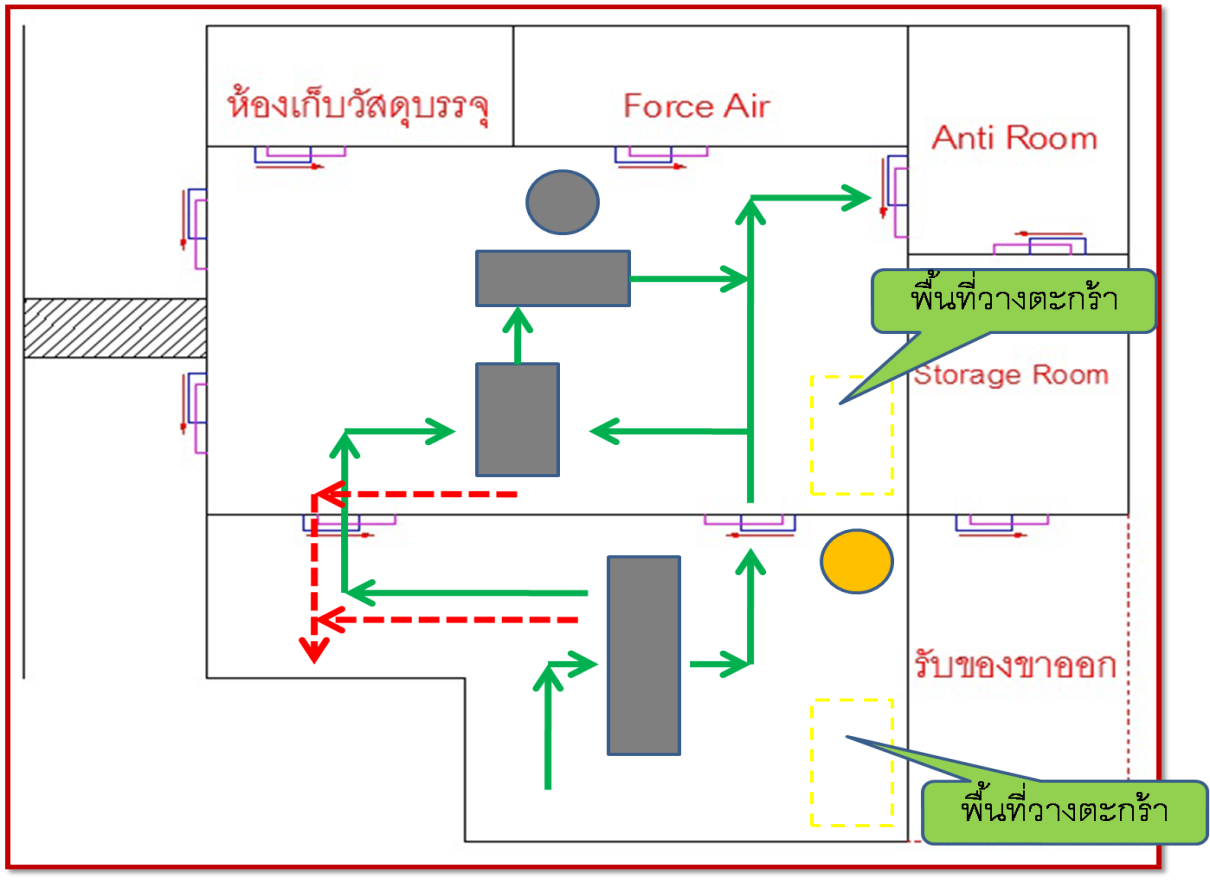 ห้องเก็บวัสดุบรรจุ
Force Air
Anti Room
พื้นที่วางตะกร้า
Storage Room
รับของขาออก
พื้นที่วางตะกร้า